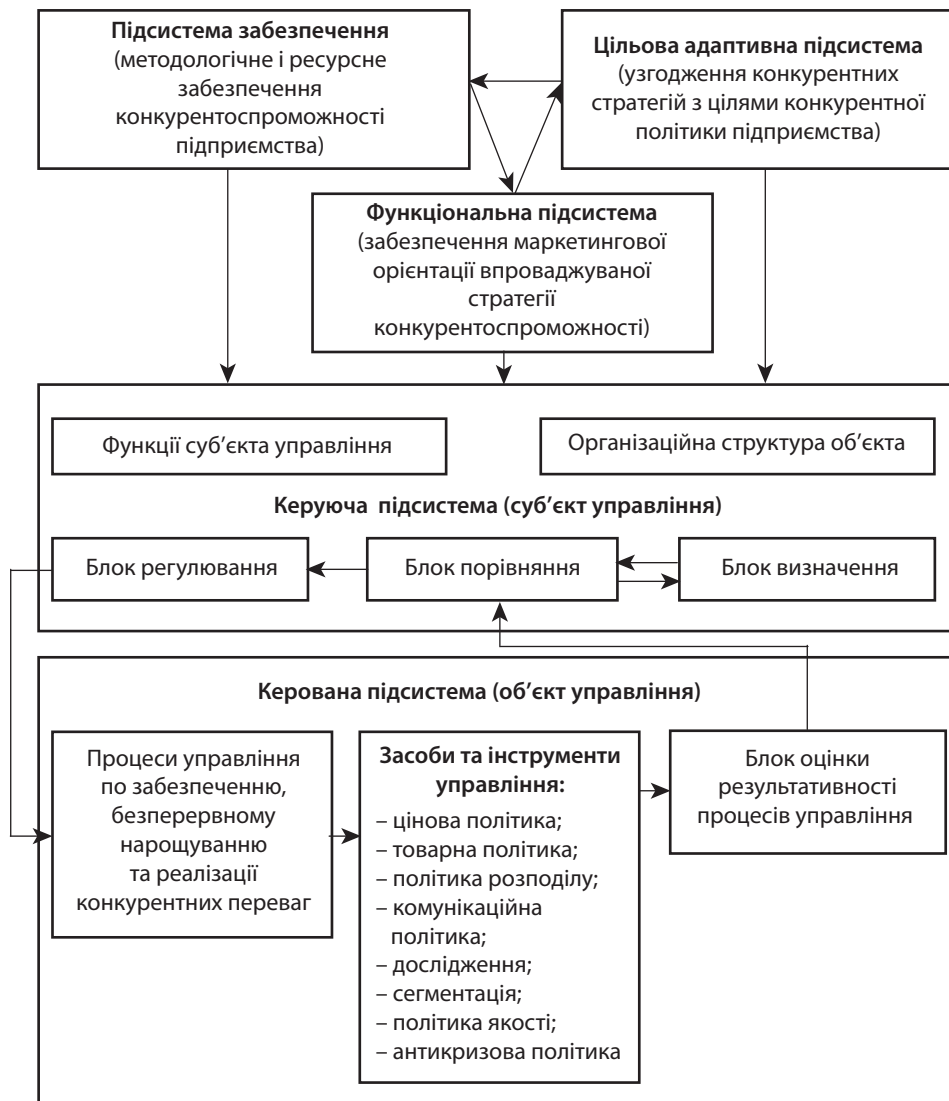 Підсистема забезпечення
(методологічне і ресурсне
забезпечення
конкурентоспроможності
підприємства)
Цільова адаптивна підсистема
(узгодження конкурентних
стратегій з цілями конкурентної
політики підприємства)
Функціональна підсистема
(забезпечення маркетингової
орієнтації впроваджуваної
стратегії
конкурентоспроможності)
Функції суб’єкта управління
Організаційна структура об’єкта
Керуюча підсистема (суб’єкт управління)
Блок регулювання
Блок порівняння
Блок визначення
Керована підсистема (об’єкт управління)
Процеси управління
по забезпеченню,
безперервному
нарощуванню
та реалізації
конкурентних переваг
Засоби та інструменти
управління:
– цінова політика;
– товарна політика;
– політика розподілу;
– комунікаційна
політика;
– дослідження;
– сегментація;
– політика якості;
– антикризова політика
Блок оцінки
результативності
процесів управління